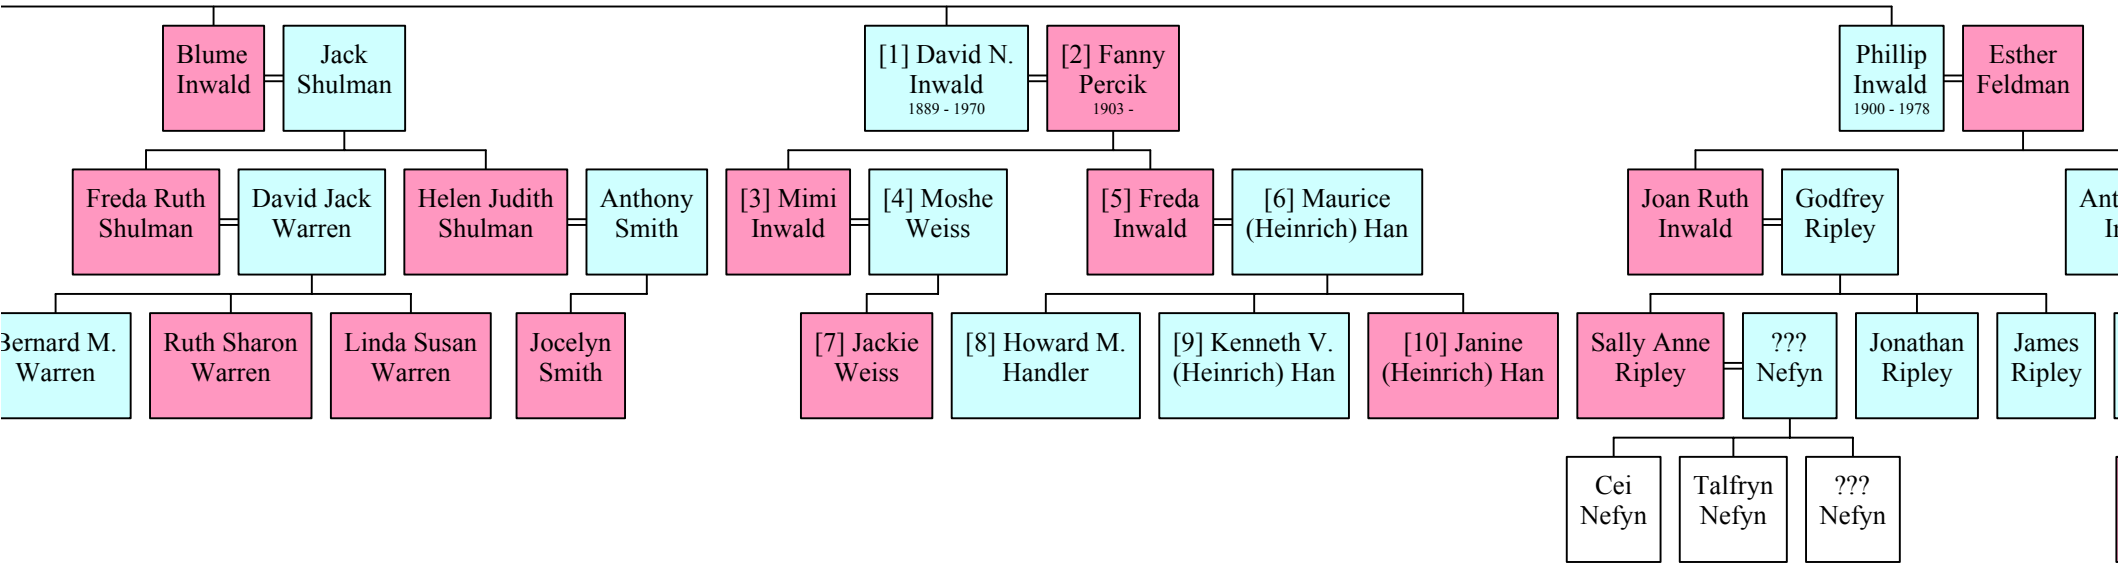 Blume
Inwald
Jack
Shulman
[1] David N.
Inwald
1889 - 1970
[2] Fanny
Percik
1903 -
Phillip
Inwald
1900 - 1978
Esther
Feldman
Freda Ruth
Shulman
David Jack
Warren
Helen Judith
Shulman
Anthony
Smith
[3] Mimi
Inwald
[4] Moshe
Weiss
[5] Freda
Inwald
[6] Maurice
(Heinrich) Han
Joan Ruth
Inwald
Godfrey
Ripley
Bernard M.
Warren
Ruth Sharon
Warren
Linda Susan
Warren
Jocelyn
Smith
[7] Jackie
Weiss
[8] Howard M.
Handler
[9] Kenneth V.
(Heinrich) Han
[10] Janine
(Heinrich) Han
Sally Anne
Ripley
???
Nefyn
Jonathan
Ripley
James
Ripley
Cei
Nefyn
Talfryn
Nefyn
???
Nefyn